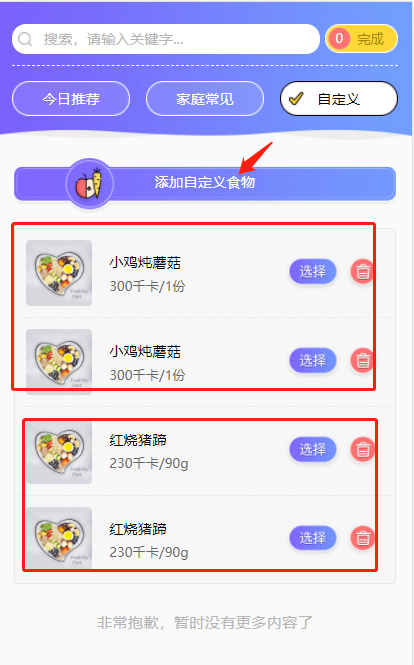 搜索，请输入关键字...
0 完成
今日推荐 家庭常见 自定义
添加自定义食物
小鸡炖蘑菇
300千卡/1份
选择
小鸡炖蘑菇
300千卡/1份
选择
红烧猪蹄
230千卡/90g
选择
红烧猪蹄
230千卡/90g
选择
非常抱歉，暂时没有更多内容了